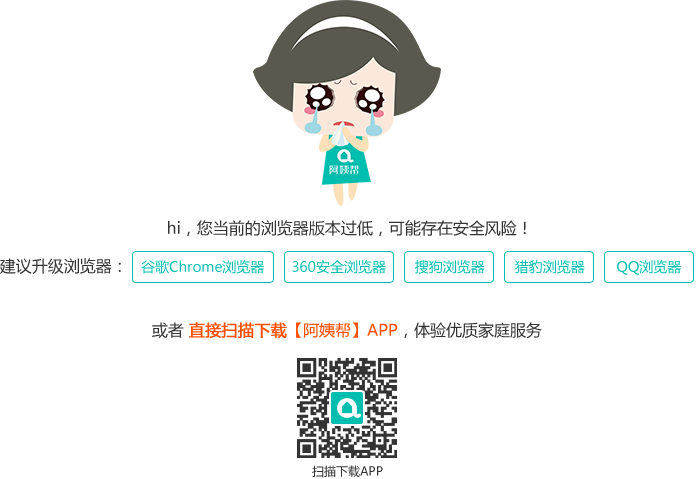 阿姨帮
hi，您当前的浏览器版本过低，可能存在安全风险！
建议升级浏览器： 谷歌Chrome浏览器 360安全浏览器 搜狗浏览器 猎豹浏览器 QQ浏览器
或者 直接扫描下载【阿姨帮】APP，体验优质家庭服务
扫描下载APP